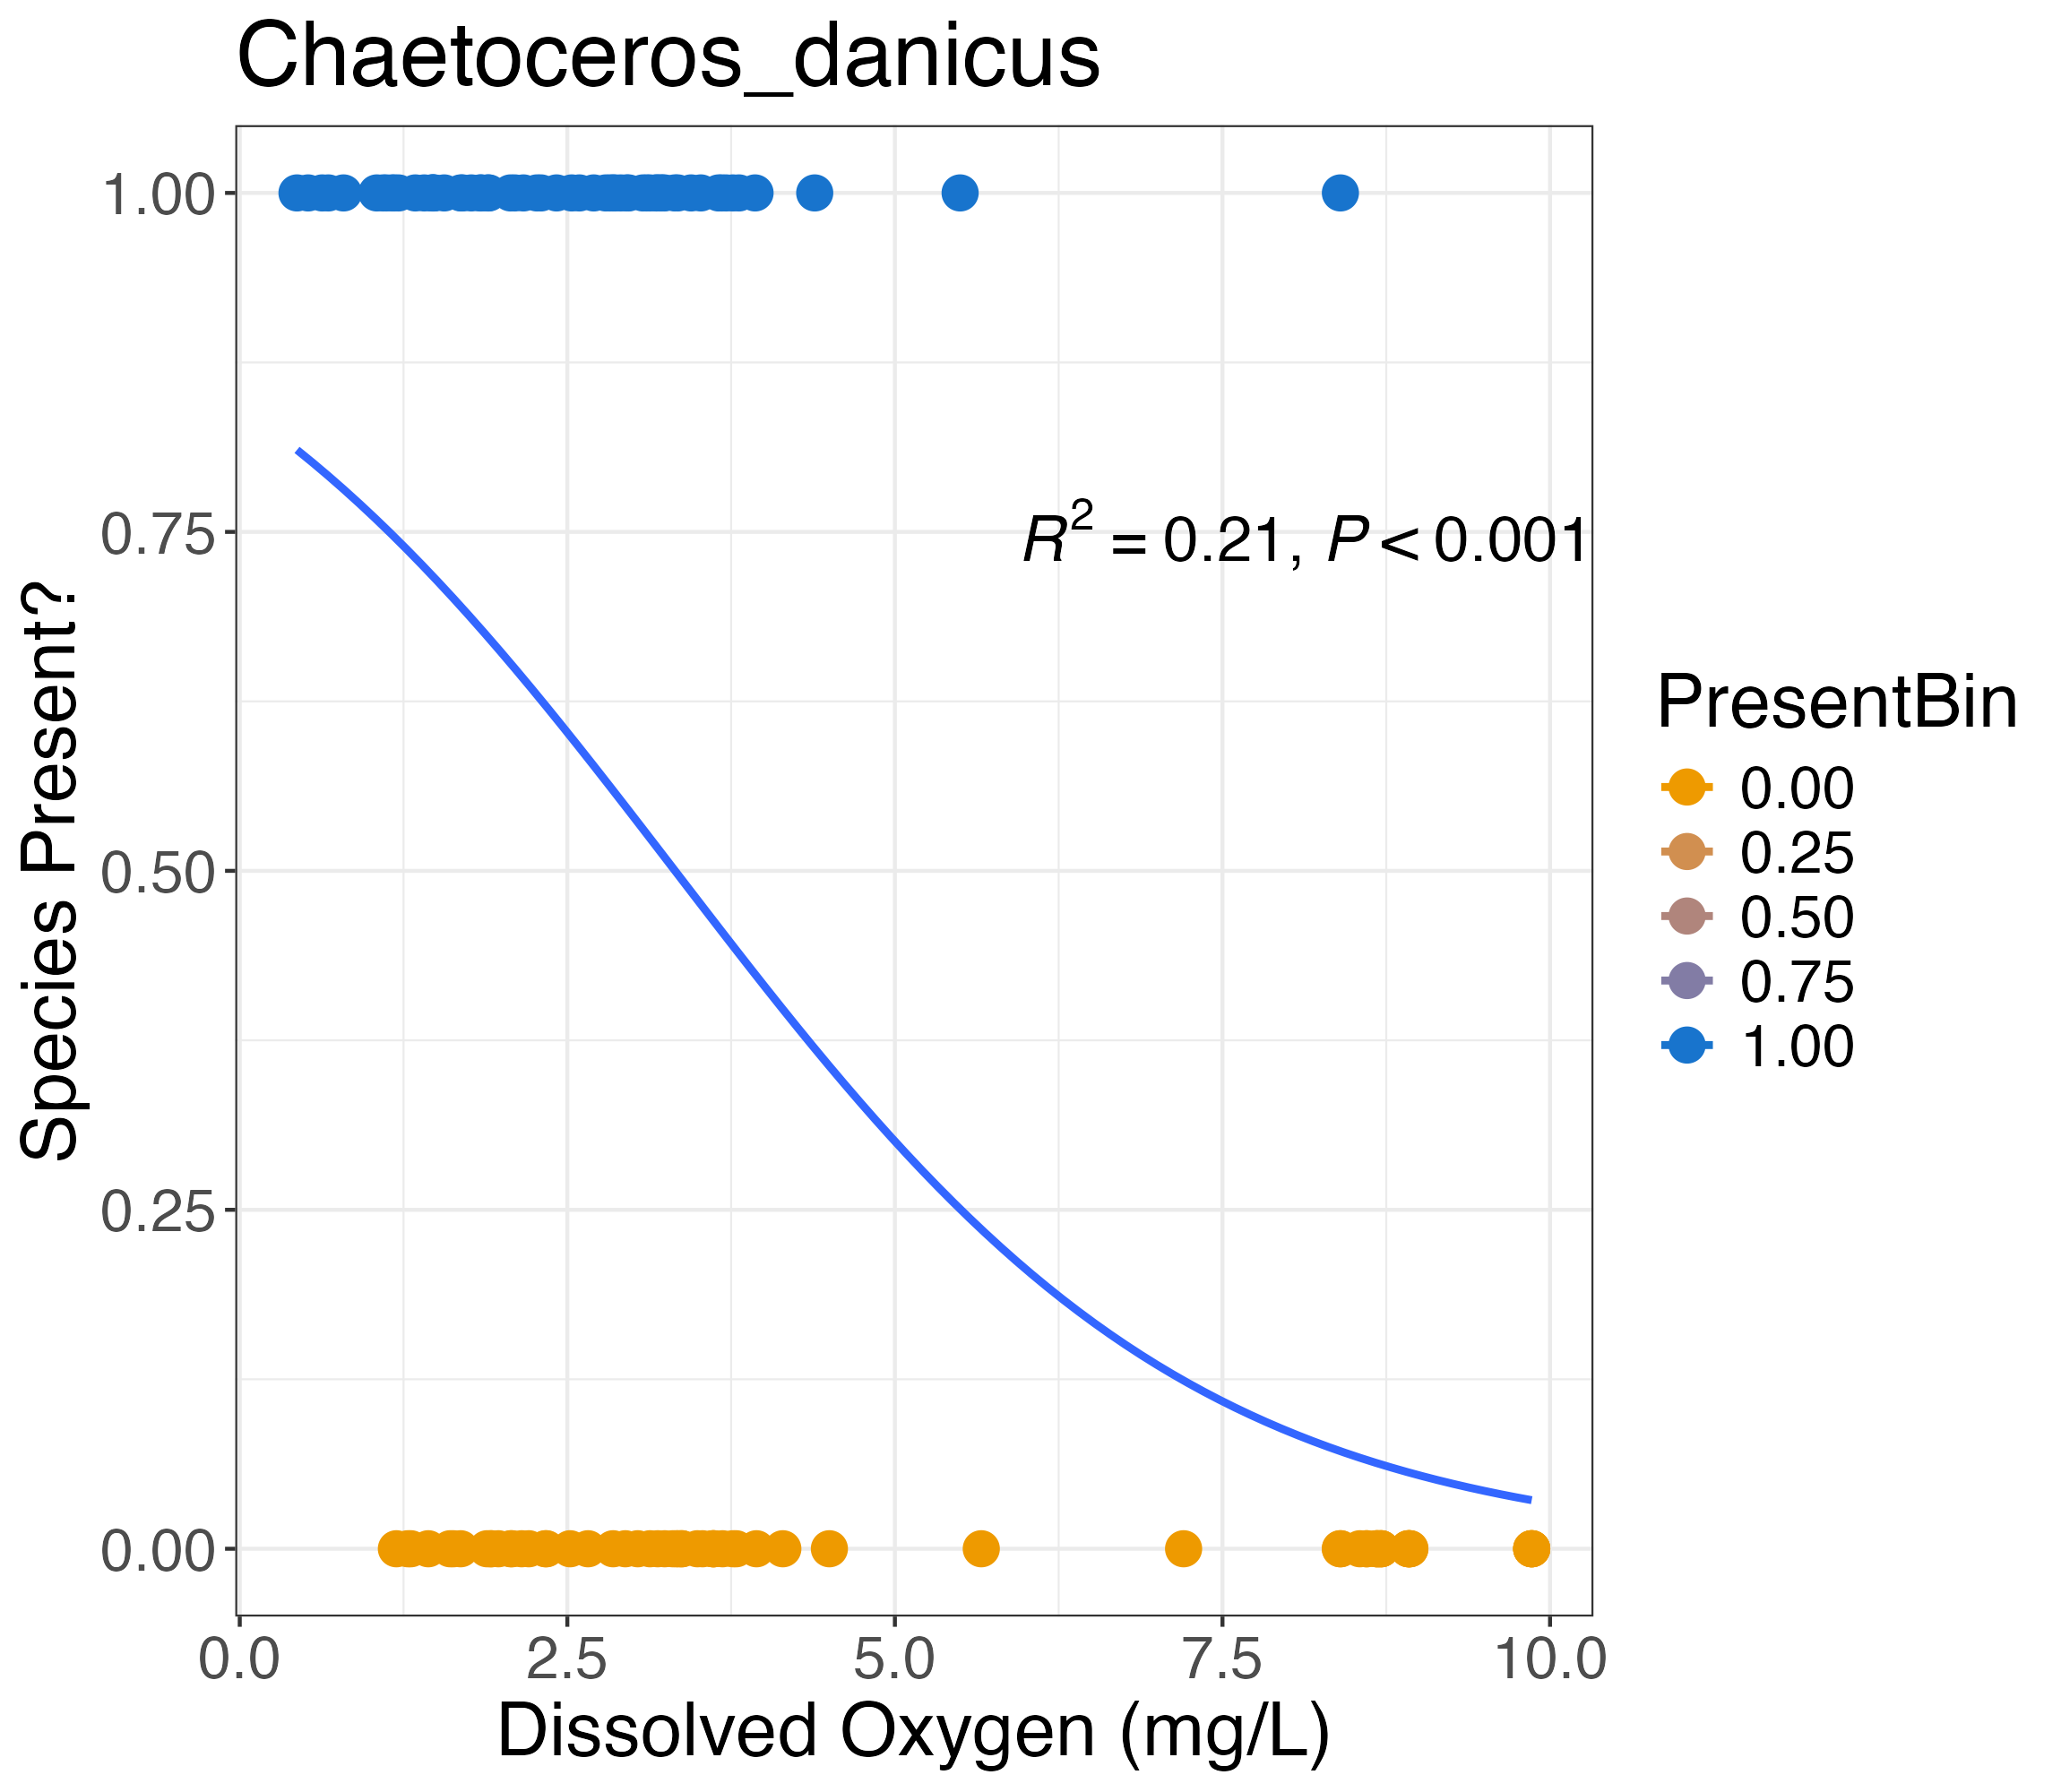 Chaetoceros_danicus
Species Present?
1.00
0.75
0.50
0.25
0.00
R² = 0.21, P < 0.001
0.0 2.5 5.0 7.5 10.0
Dissolved Oxygen (mg/L)
PresentBin
0.00
0.25
0.50
0.75
1.00